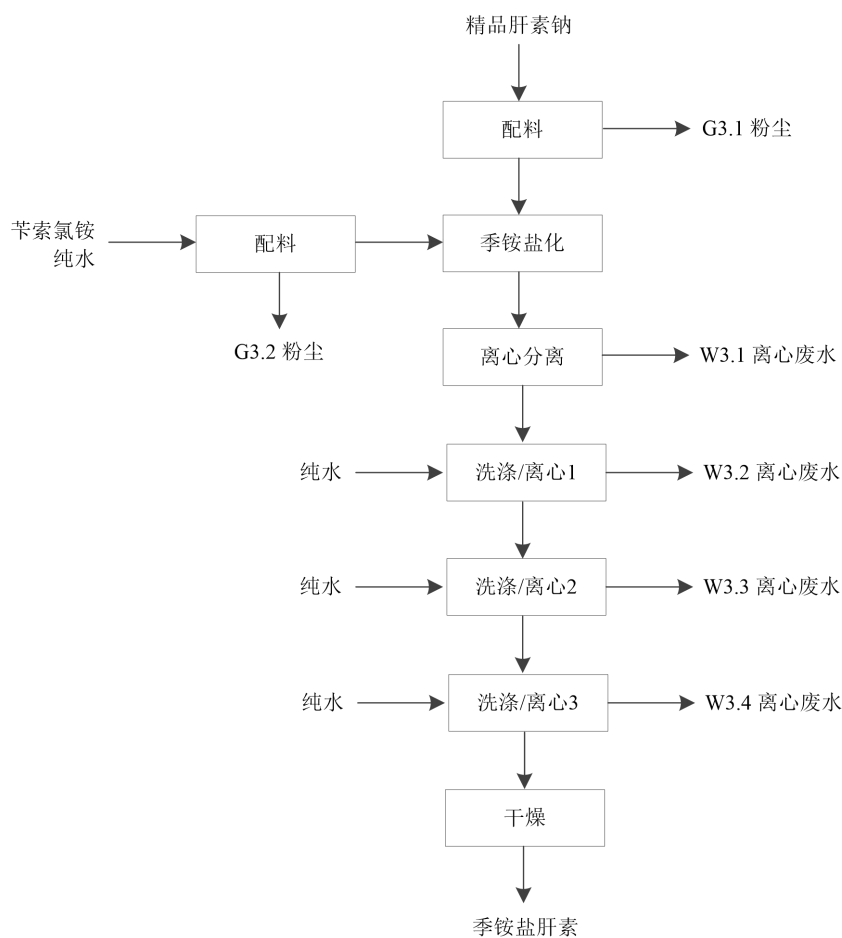 精品肝素钠
配料
G3.1 粉尘
苄索氯铵
纯水
配料
季铵盐化
G3.2 粉尘
离心分离
W3.1 离心废水
纯水
洗涤/离心1
W3.2 离心废水
纯水
洗涤/离心2
W3.3 离心废水
纯水
洗涤/离心3
W3.4 离心废水
干燥
季铵盐肝素